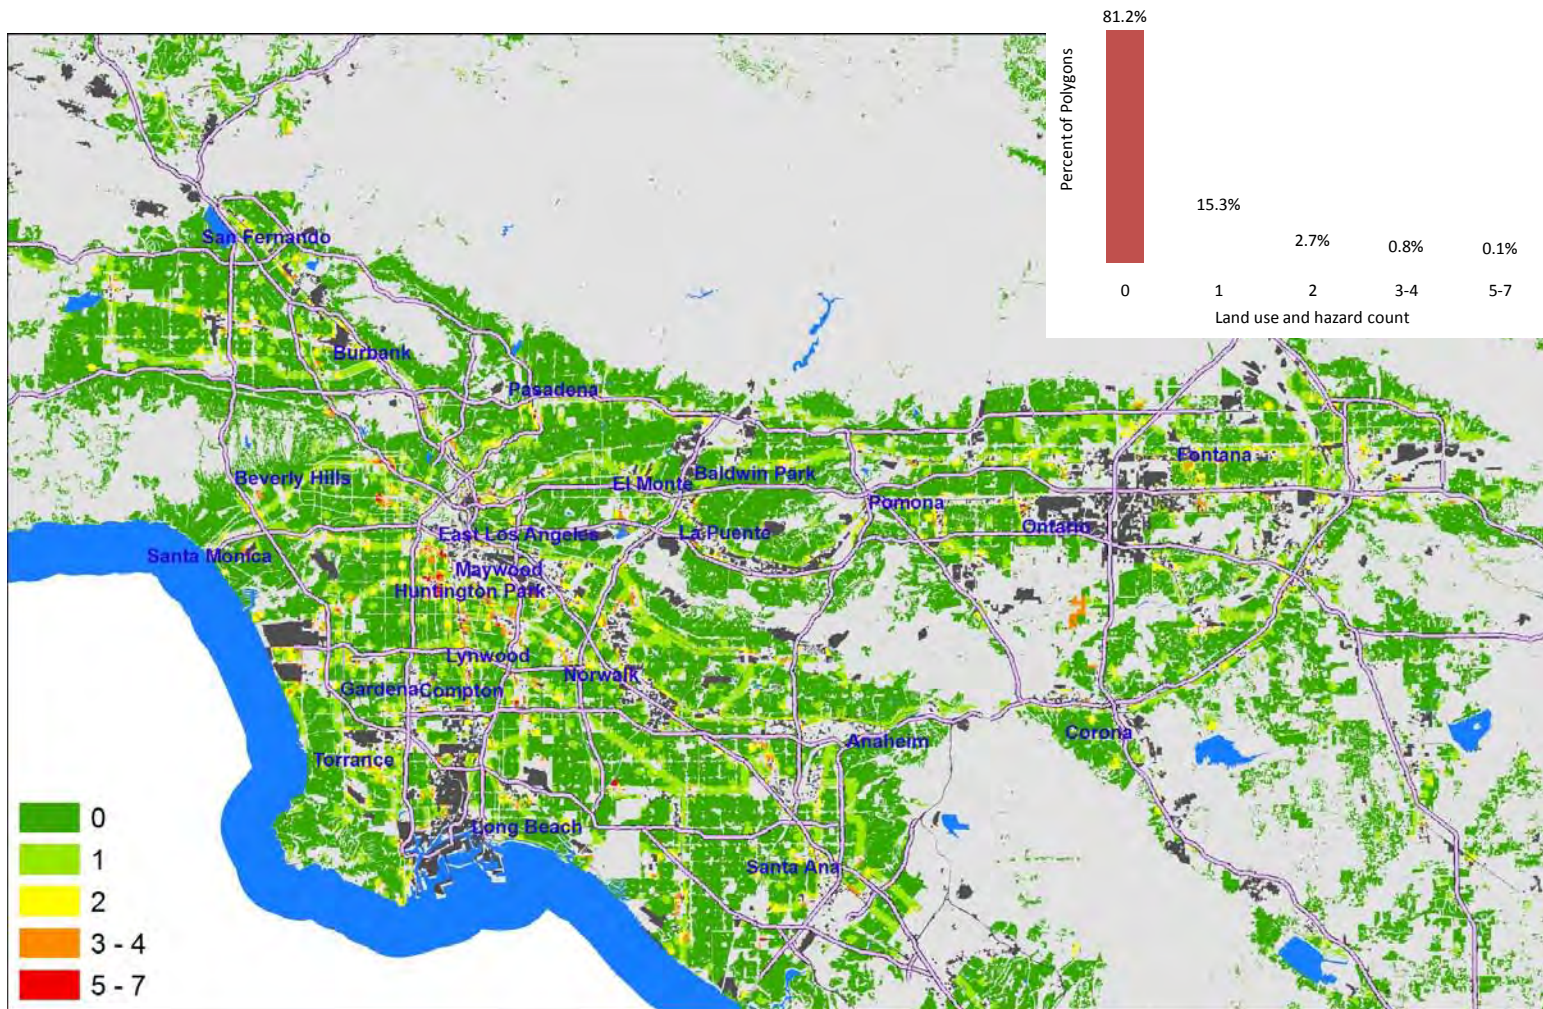 81.2%
Percent of Polygons
15.3%
2.7%
0.8%
0.1%
0
1
2
3-4
5-7
Land use and hazard count
San Fernando
Burbank
Pasadena
Beverly Hills
El Monte
Baldwin Park
Fontana
Pomona
Ontario
East Los Angeles
La Puente
Santa Monica
Maywood
Huntington Park
Lynwood
Norwalk
Gardena
Compton
Torrance
Anaheim
Corona
Long Beach
Santa Ana
0
1
2
3 - 4
5 - 7